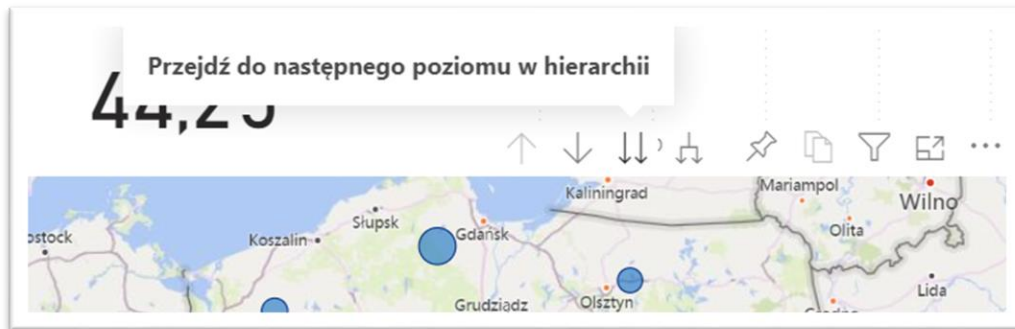 Przejdź do następnego poziomu w hierarchii
Kaliningrad
Mariampol
Wilno
Słupsk
Gdańsk
Olita
Koszalin
Lida
Grudziądz
Olsztyn